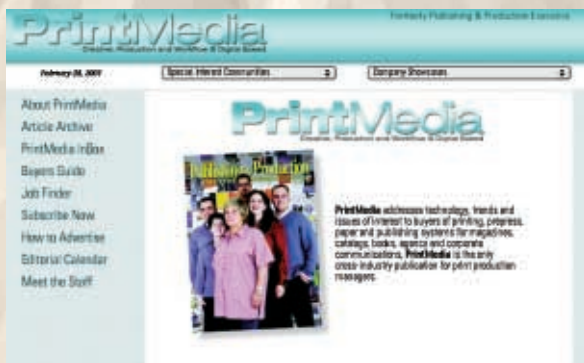 Formerly Publishing & Production Executive
PrintMedia
Creative, Production and Workflow & Digital Based
February 28, 2001
Special Interest Communities
Company Showcases
About PrintMedia
Article Archive
PrintMedia InBox
Buyers Guide
Job Finder
Subscribe Now
How to Advertise
Editorial Calendar
Meet the Staff
PrintMedia
Creative, Production and Workflow & Digital Based
Publishing & Production
PrintMedia addresses technology, trends and
issues of interest to buyers of printing, prepress,
paper and publishing systems for magazines,
catalogs, books, agency and corporate
communications. PrintMedia is the only
cross-industry publication for print production
managers.